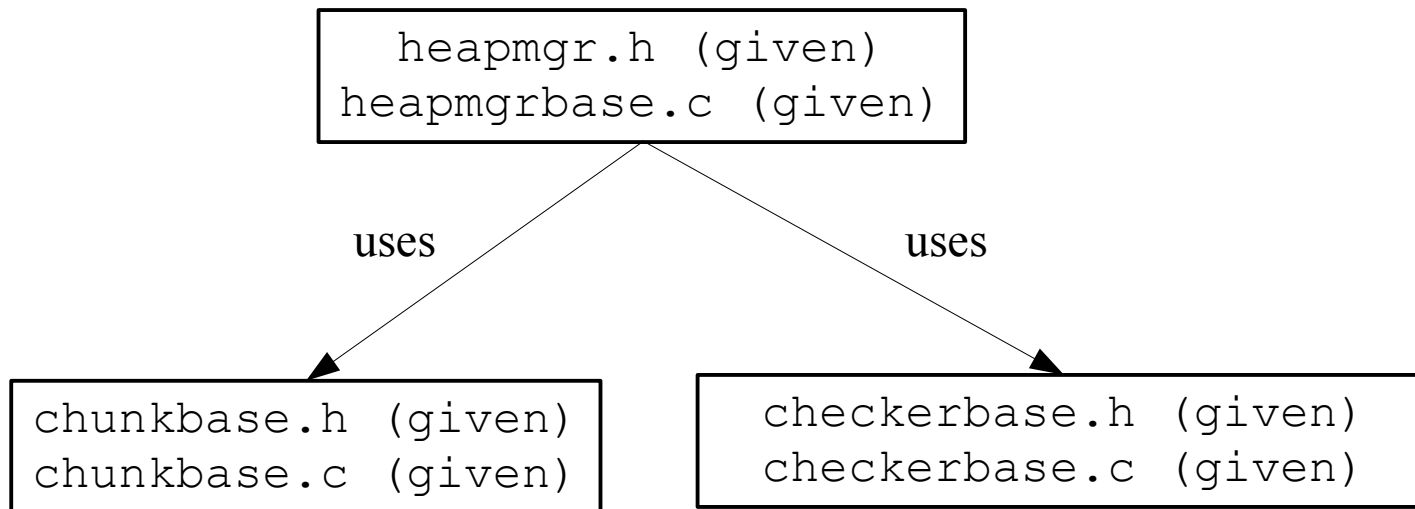 heapmgr.h (given)
heapmgrbase.c (given)
uses
uses
chunkbase.h (given)
chunkbase.c (given)
checkerbase.h (given)
checkerbase.c (given)